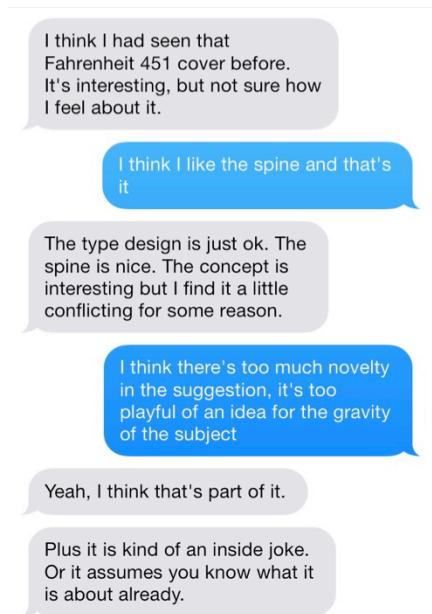 I think I had seen that
Fahrenheit 451 cover before.
It's interesting, but not sure how
I feel about it.
I think I like the spine and that's
it
The type design is just ok. The
spine is nice. The concept is
interesting but I find it a little
conflicting for some reason.
I think there's too much novelty
in the suggestion, it's too
playful of an idea for the gravity
of the subject
Yeah, I think that's part of it.
Plus it is kind of an inside joke.
Or it assumes you know what it
is about already.